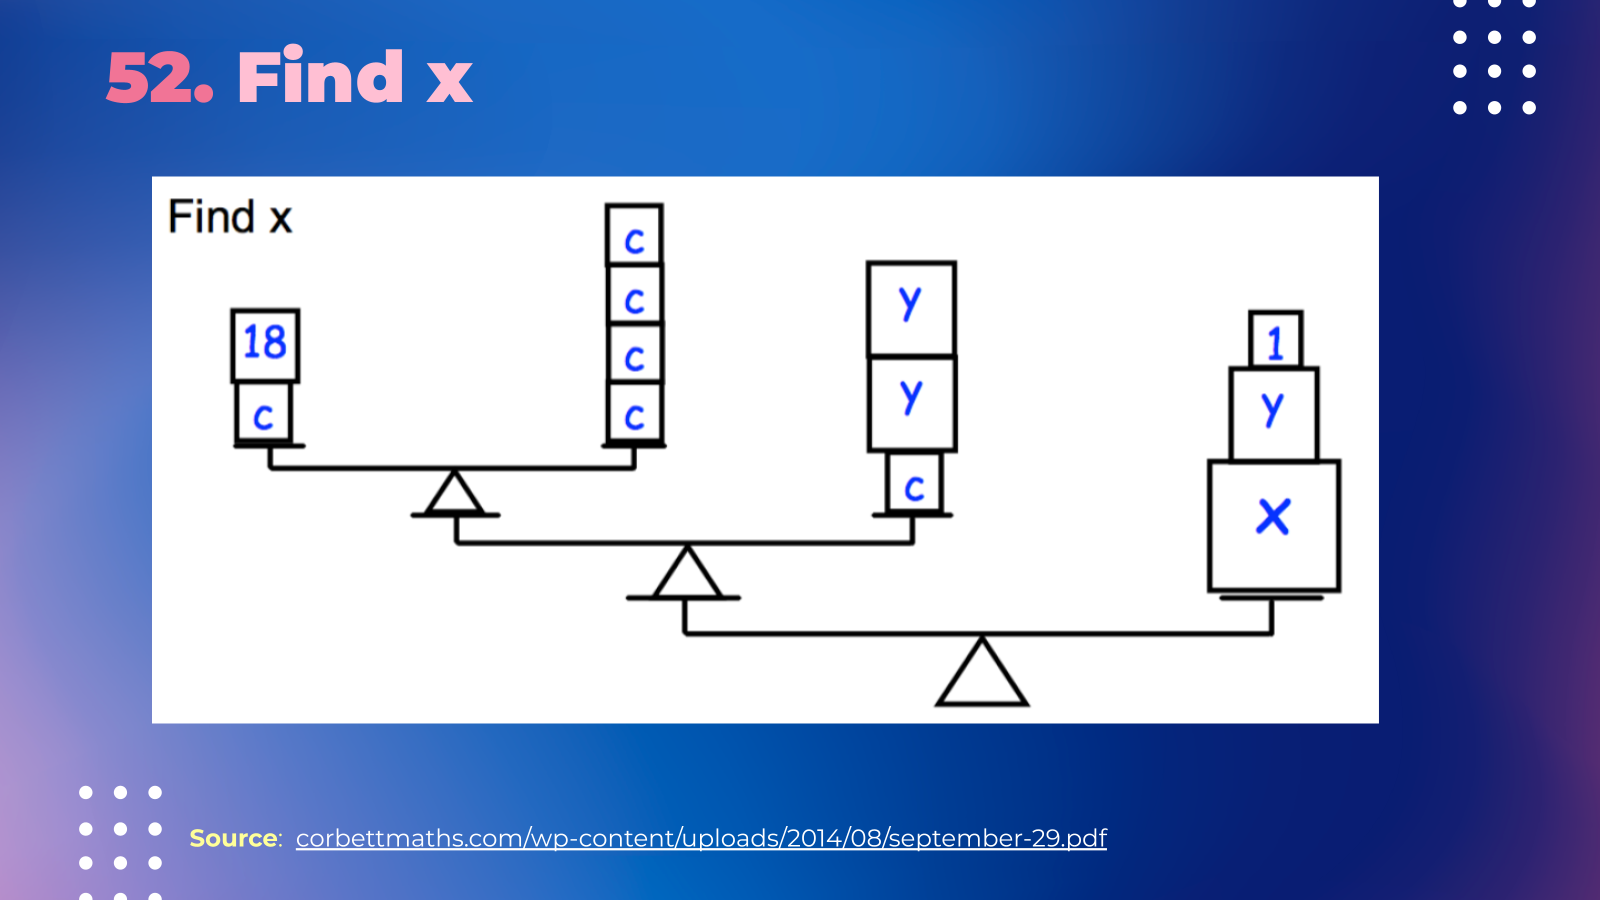 52. Find x
Find x
18
c
c
c
c
c
y
y
c
1
y
x
Source: corbettmaths.com/wp-content/uploads/2014/08/september-29.pdf